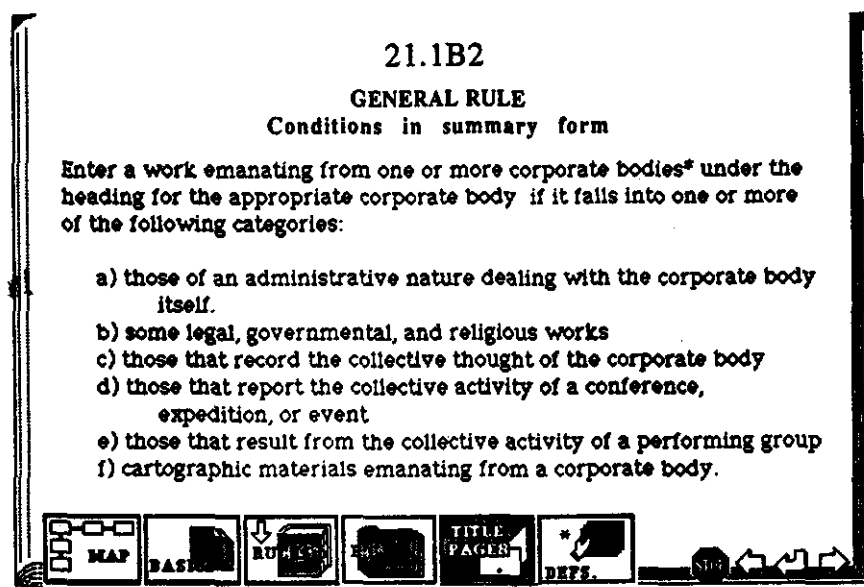 21.1B2
GENERAL RULE
Conditions in summary form
Enter a work emanating from one or more corporate bodies* under the
heading for the appropriate corporate body if it falls into one or more
of the following categories:
a) those of an administrative nature dealing with the corporate body
itself.
b) some legal, governmental, and religious works
c) those that record the collective thought of the corporate body
d) those that report the collective activity of a conference,
expedition, or event
e) those that result from the collective activity of a performing group
f) cartographic materials emanating from a corporate body.
MAP
TITLE
PAGES
*
DEFS.